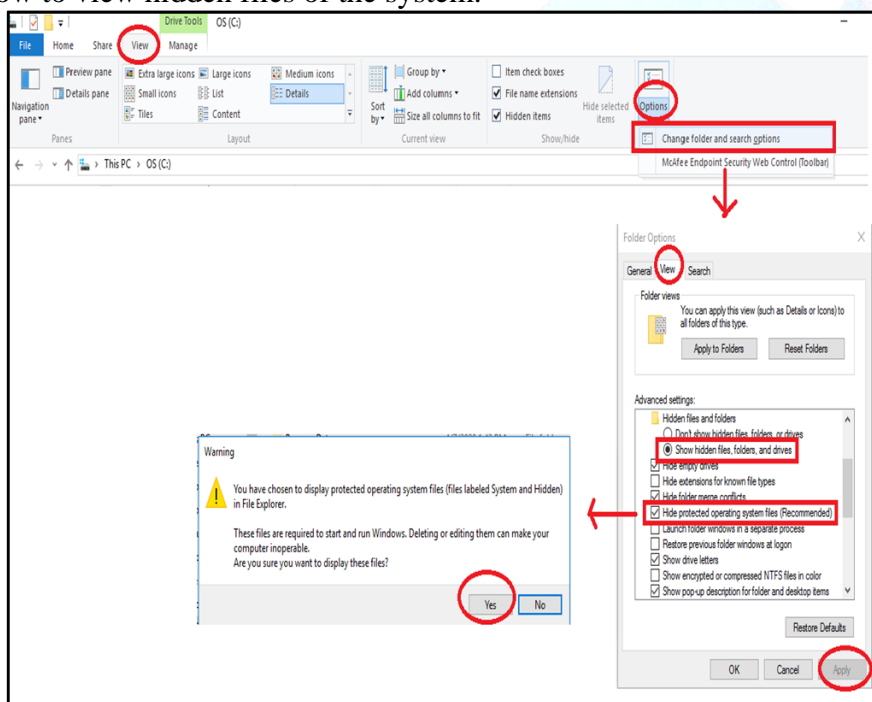 ow to view hidden files of the system.
Drive Tools OS (C:)
File Home Share View Manage
Navigation pane
Preview pane
Details pane
Panes
Extra large icons Large icons Medium icons
Small icons List Details
Tiles Content
Layout
Sort by
Group by
Add columns
Size all columns to fit
Current view
Item check boxes
File name extensions
Hidden items
Hide selected items
Show/hide
Options
Change folder and search options
McAfee Endpoint Security Web Control (Toolbar)
This PC > OS (C:)
Folder Options
General View Search
Folder views
You can apply this view (such as Details or Icons) to
all folders of this type.
Apply to Folders Reset Folders
Advanced settings:
Hidden files and folders
Don't show hidden files, folders, or drives
Show hidden files, folders, and drives
Hide empty drives
Hide extensions for known file types
Hide folder merge conflicts
Hide protected operating system files (Recommended)
Launch folder windows in a separate process
Restore previous folder windows at logon
Show drive letters
Show encrypted or compressed NTFS files in color
Show pop-up description for folder and desktop items
Restore Defaults
OK Cancel Apply
Warning
You have chosen to display protected operating system files (files labeled System and Hidden)
in File Explorer.
These files are required to start and run Windows. Deleting or editing them can make your
computer inoperable.
Are you sure you want to display these files?
Yes No